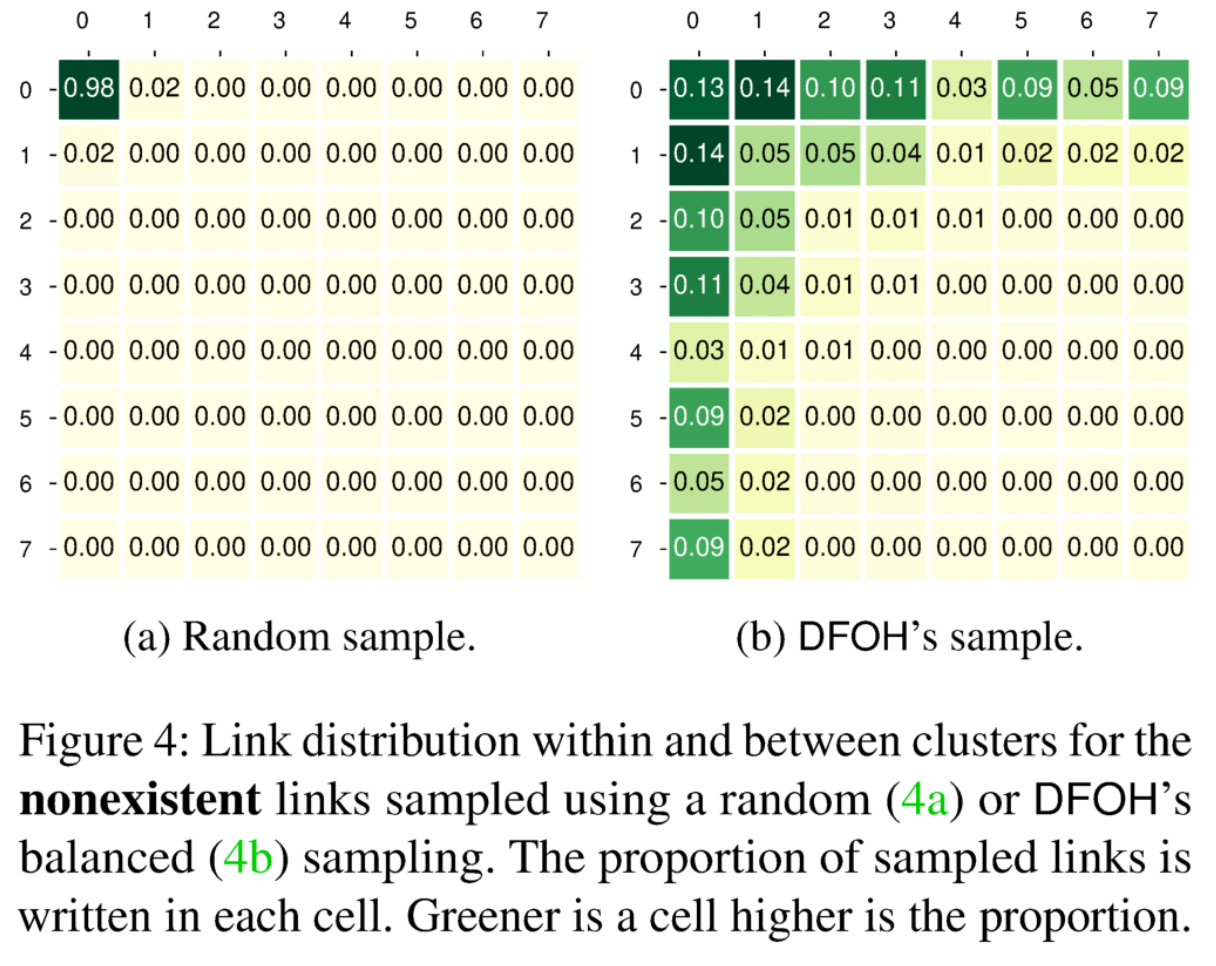 0 1 2 3 4 5 6 7
0 0.98 0.02 0.00 0.00 0.00 0.00 0.00 0.00
1 0.02 0.00 0.00 0.00 0.00 0.00 0.00 0.00
2 0.00 0.00 0.00 0.00 0.00 0.00 0.00 0.00
3 0.00 0.00 0.00 0.00 0.00 0.00 0.00 0.00
4 0.00 0.00 0.00 0.00 0.00 0.00 0.00 0.00
5 0.00 0.00 0.00 0.00 0.00 0.00 0.00 0.00
6 0.00 0.00 0.00 0.00 0.00 0.00 0.00 0.00
7 0.00 0.00 0.00 0.00 0.00 0.00 0.00 0.00
(a) Random sample.
0 1 2 3 4 5 6 7
0 0.13 0.14 0.10 0.11 0.03 0.09 0.05 0.09
1 0.14 0.05 0.05 0.04 0.01 0.02 0.02 0.02
2 0.10 0.05 0.01 0.01 0.01 0.00 0.00 0.00
3 0.11 0.04 0.01 0.01 0.00 0.00 0.00 0.00
4 0.03 0.01 0.01 0.00 0.00 0.00 0.00 0.00
5 0.09 0.02 0.00 0.00 0.00 0.00 0.00 0.00
6 0.05 0.02 0.00 0.00 0.00 0.00 0.00 0.00
7 0.09 0.02 0.00 0.00 0.00 0.00 0.00 0.00
(b) DFOH's sample.
Figure 4: Link distribution within and between clusters for the
nonexistent links sampled using a random (4a) or DFOH's
balanced (4b) sampling. The proportion of sampled links is
written in each cell. Greener is a cell higher is the proportion.